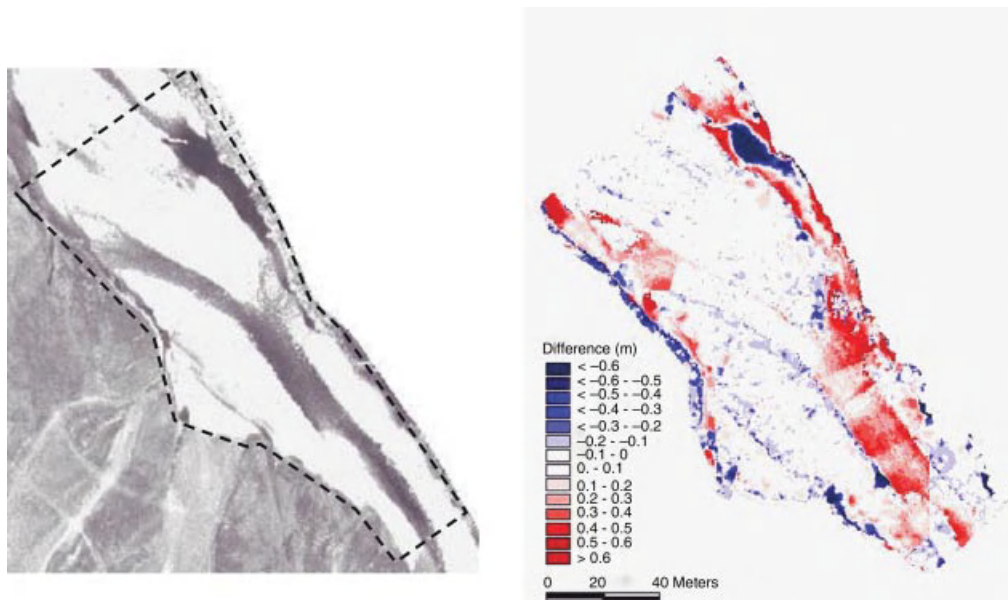 Difference (m)
< –0.6
< –0.6 - –0.5
< –0.5 - –0.4
< –0.4 - –0.3
< –0.3 - –0.2
–0.2 - –0.1
–0.1 - 0
0. - 0.1
0.1 - 0.2
0.2 - 0.3
0.3 - 0.4
0.4 - 0.5
0.5 - 0.6
> 0.6
0 20 40 Meters